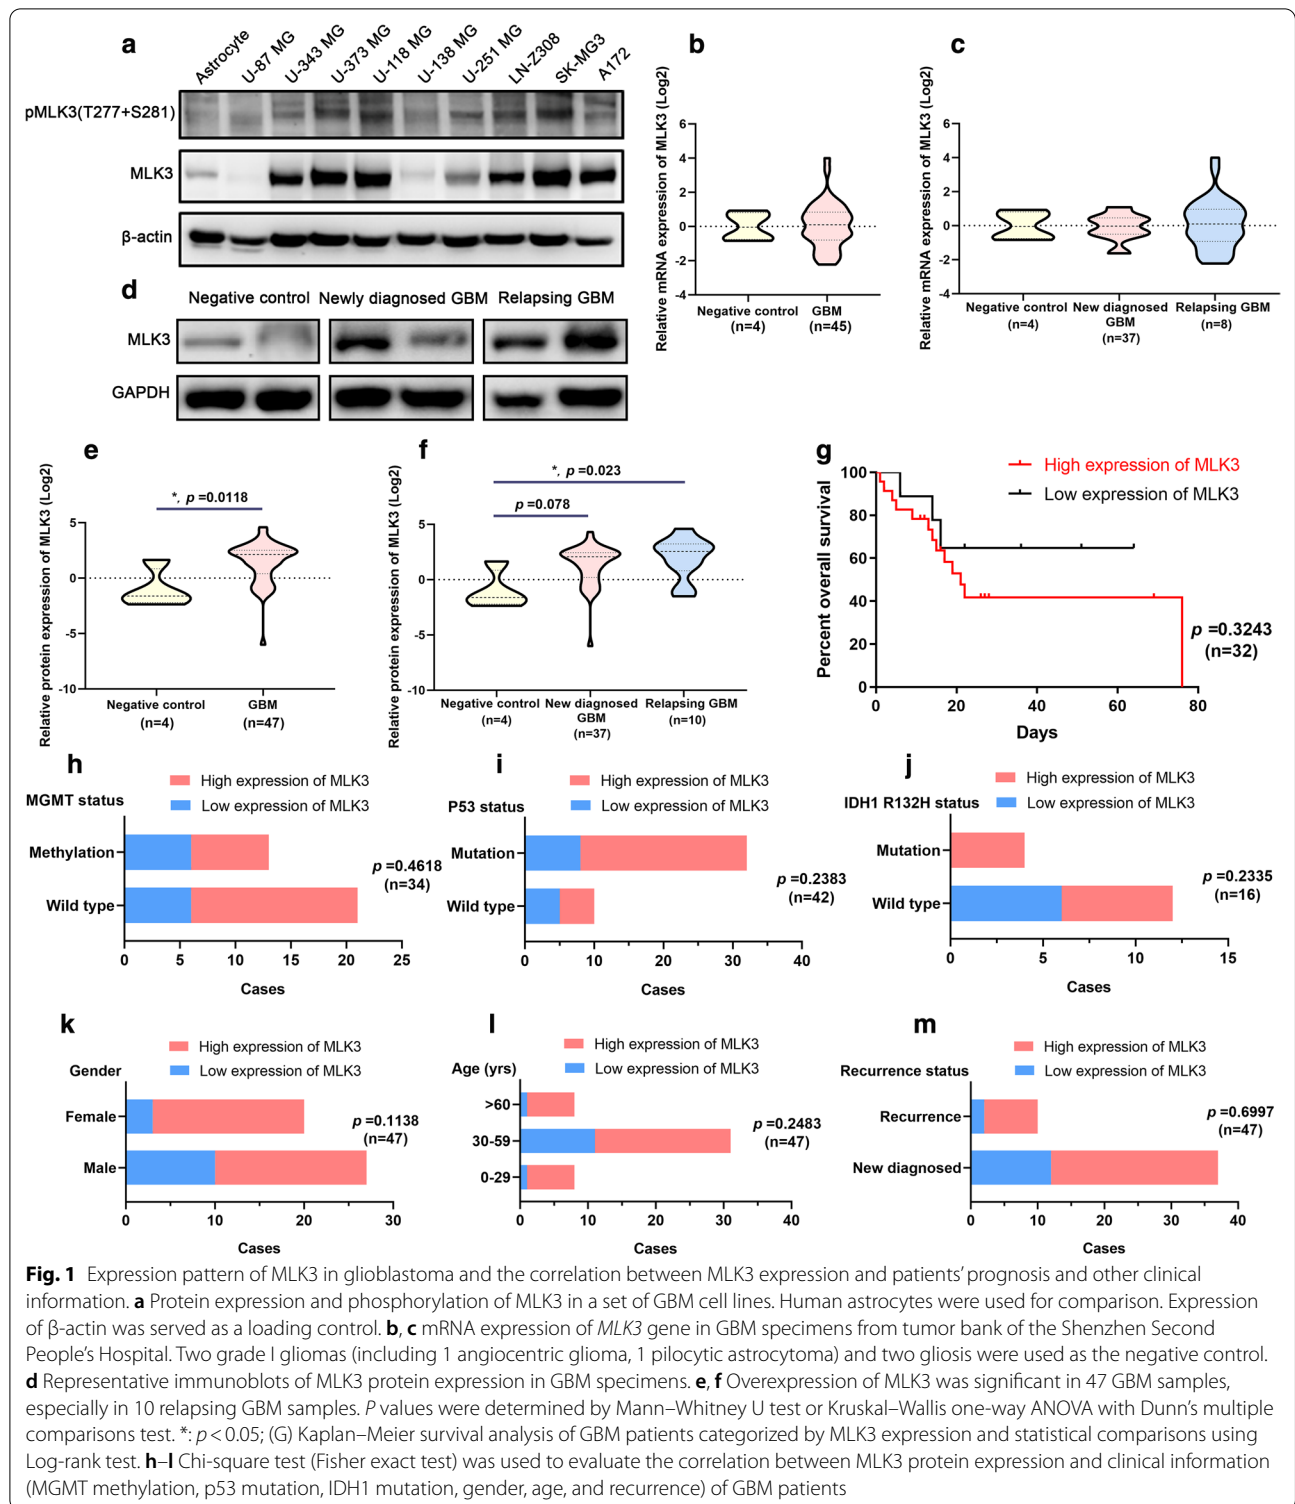 a
Astrocyte
U-87 MG
U-343 MG
U-373 MG
U-118 MG
U-138 MG
U-251 MG
LN-Z308
SK-MG3
A172
pMLK3(T277+S281)
MLK3
β-actin
b
Relative mRNA expression of MLK3 (Log2)
6
4
2
0
-2
-4
Negative control
(n=4)
GBM
(n=45)
c
Relative mRNA expression of MLK3 (Log2)
6
4
2
0
-2
-4
Negative control
(n=4)
New diagnosed
GBM
(n=37)
Relapsing GBM
(n=8)
d
Negative control
Newly diagnosed GBM
Relapsing GBM
MLK3
GAPDH
e
Relative protein expression of MLK3 (Log2)
*, p =0.0118
5
0
-5
-10
Negative control
(n=4)
GBM
(n=47)
f
Relative protein expression of MLK3 (Log2)
*, p =0.023
p =0.078
5
0
-5
-10
Negative control
(n=4)
New diagnosed
GBM
(n=37)
Relapsing GBM
(n=10)
g
High expression of MLK3
Low expression of MLK3
Percent overall survival
100
80
60
40
20
0
0 20 40 60 80
Days
p =0.3243
(n=32)
h
High expression of MLK3
Low expression of MLK3
MGMT status
Methylation
Wild type
p =0.4618
(n=34)
0 5 10 15 20 25
Cases
i
High expression of MLK3
Low expression of MLK3
P53 status
Mutation
Wild type
p =0.2383
(n=42)
0 10 20 30 40
Cases
j
High expression of MLK3
Low expression of MLK3
IDH1 R132H status
Mutation
Wild type
p =0.2335
(n=16)
0 5 10 15
Cases
k
High expression of MLK3
Low expression of MLK3
Gender
Female
Male
p =0.1138
(n=47)
0 10 20 30
Cases
l
High expression of MLK3
Low expression of MLK3
Age (yrs)
>60
30-59
0-29
p =0.2483
(n=47)
0 10 20 30 40
Cases
m
High expression of MLK3
Low expression of MLK3
Recurrence status
Recurrence
New diagnosed
p =0.6997
(n=47)
0 10 20 30 40
Cases
Fig. 1 Expression pattern of MLK3 in glioblastoma and the correlation between MLK3 expression and patients’ prognosis and other clinical
information. a Protein expression and phosphorylation of MLK3 in a set of GBM cell lines. Human astrocytes were used for comparison. Expression
of β-actin was served as a loading control. b, c mRNA expression of MLK3 gene in GBM specimens from tumor bank of the Shenzhen Second
People’s Hospital. Two grade I gliomas (including 1 angiocentric glioma, 1 pilocytic astrocytoma) and two gliosis were used as the negative control.
d Representative immunoblots of MLK3 protein expression in GBM specimens. e, f Overexpression of MLK3 was significant in 47 GBM samples,
especially in 10 relapsing GBM samples. P values were determined by Mann–Whitney U test or Kruskal–Wallis one-way ANOVA with Dunn’s multiple
comparisons test. *: p < 0.05; (G) Kaplan–Meier survival analysis of GBM patients categorized by MLK3 expression and statistical comparisons using
Log-rank test. h–l Chi-square test (Fisher exact test) was used to evaluate the correlation between MLK3 protein expression and clinical information
(MGMT methylation, p53 mutation, IDH1 mutation, gender, age, and recurrence) of GBM patients